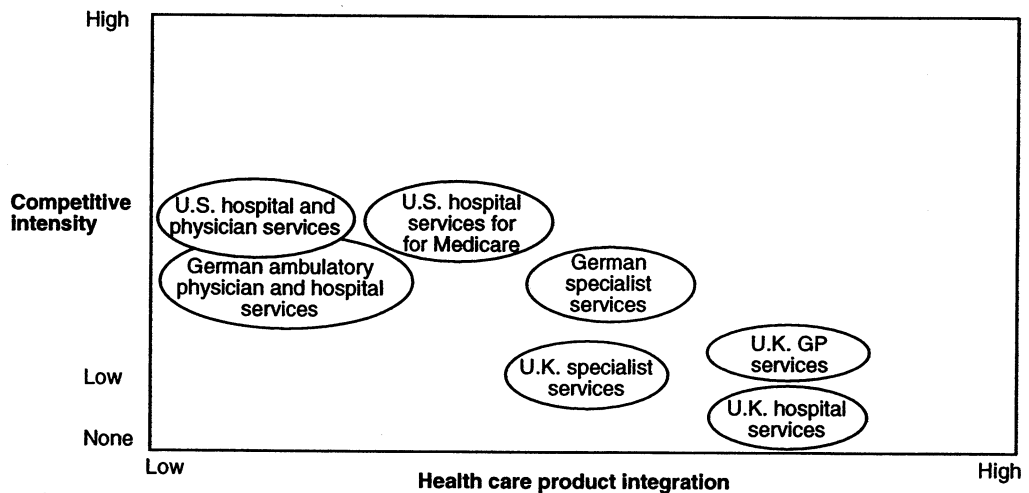 High
Competitive
intensity
U.S. hospital and
physician services
U.S. hospital
services for
for Medicare
German ambulatory
physician and hospital
services
German
specialist
services
U.K. GP
services
U.K. specialist
services
Low
U.K. hospital
services
None
Low
Health care product integration
High